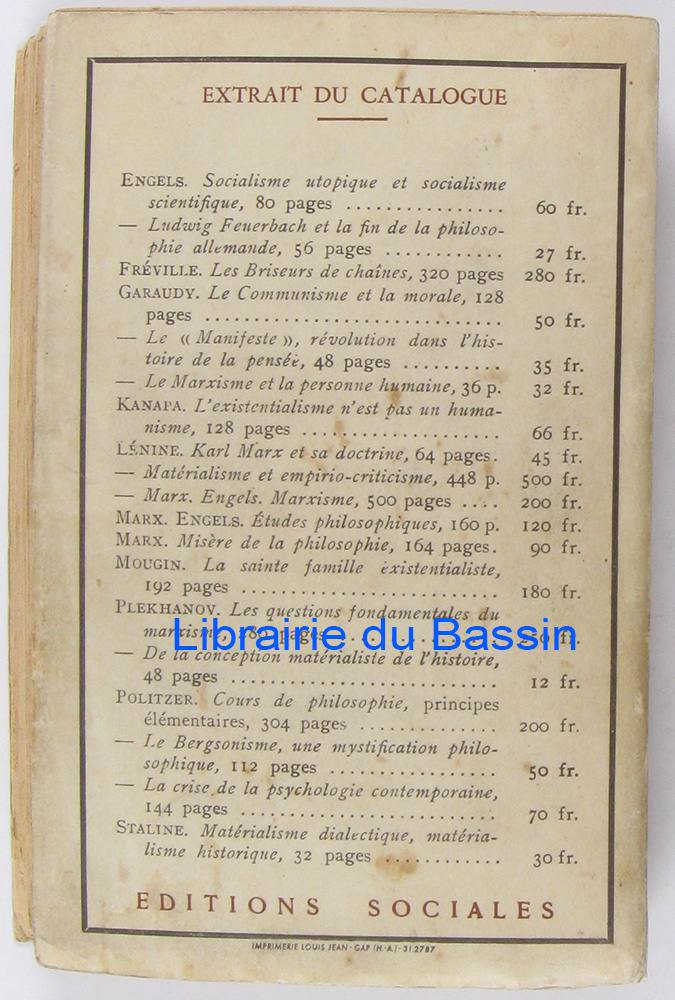 EXTRAIT DU CATALOGUE
ENGELS. Socialisme utopique et socialisme
scientifique, 80 pages ................ 60 fr.
— Ludwig Feuerbach et la fin de la philoso-
phie allemande, 56 pages ............ 27 fr.
FRÉVILLE. Les Briseurs de chaînes, 320 pages 280 fr.
GARAUDY. Le Communisme et la morale, 128
pages .............................. 50 fr.
— Le « Manifeste », révolution dans l'his-
toire de la pensée, 48 pages .......... 35 fr.
— Le Marxisme et la personne humaine, 36 p. 32 fr.
KANAPA. L'existentialisme n'est pas un huma-
nisme, 128 pages .................... 66 fr.
LÉNINE. Karl Marx et sa doctrine, 64 pages. 45 fr.
— Matérialisme et empirio-criticisme, 448 p. 500 fr.
— Marx. Engels. Marxisme, 500 pages .... 200 fr.
MARX. ENGELS. Études philosophiques, 160 p. 120 fr.
MARX. Misère de la philosophie, 164 pages. 90 fr.
MOUGIN. La sainte famille existentialiste,
192 pages .......................... 180 fr.
PLEKHANOV. Les questions fondamentales du
marxisme, pages fr.
Librairie du Bassin
— De la conception matérialiste de l'histoire,
48 pages ........................... 12 fr.
POLITZER. Cours de philosophie, principes
élémentaires, 304 pages .............. 200 fr.
— Le Bergsonisme, une mystification philo-
sophique, 112 pages ................. 50 fr.
— La crise de la psychologie contemporaine,
144 pages .......................... 70 fr.
STALINE. Matérialisme dialectique, matéria-
lisme historique, 32 pages ............ 30 fr.
EDITIONS SOCIALES
IMPRIMERIE LOUIS JEAN - GAP (H.-A.) - 31.2787